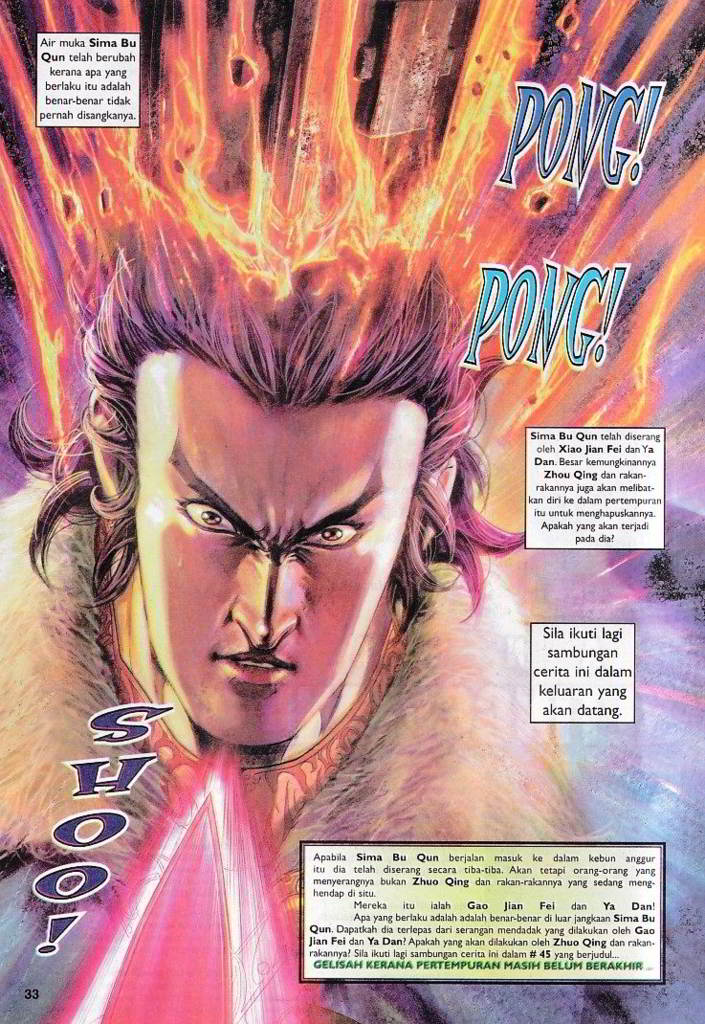 Air muka Sima Bu
Qun telah berubah
kerana apa yang
berlaku itu adalah
benar-benar tidak
pernah disangkanya.
PONG!
PONG!
Sima Bu Qun telah diserang
oleh Xiao Jian Fei dan Ya
Dan. Besar kemungkinannya
Zhou Qing dan rakan-
rakannya juga akan melibat-
kan diri ke dalam pertempuran
itu untuk menghapuskannya.
Apakah yang akan terjadi
pada dia?
Sila ikuti lagi
sambungan
cerita ini dalam
keluaran yang
akan datang.
SHOO!
Apabila Sima Bu Qun berjalan masuk ke dalam kebun anggur
itu dia telah diserang secara tiba-tiba. Akan tetapi orang-orang yang
menyerangnya bukan Zhuo Qing dan rakan-rakannya yang sedang meng-
hendap di situ.
Mereka itu ialah Gao Jian Fei dan Ya Dan!
Apa yang berlaku adalah adalah benar-benar di luar jangkaan Sima Bu
Qun. Dapatkah dia terlepas dari serangan mendadak yang dilakukan oleh Gao
Jian Fei dan Ya Dan? Apakah yang akan dilakukan oleh Zhuo Qing dan rakan-
rakannya? Sila ikuti lagi sambungan cerita ini dalam # 45 yang berjudul...
GELISAH KERANA PERTEMPURAN MASIH BELUM BERAKHIR ...
33